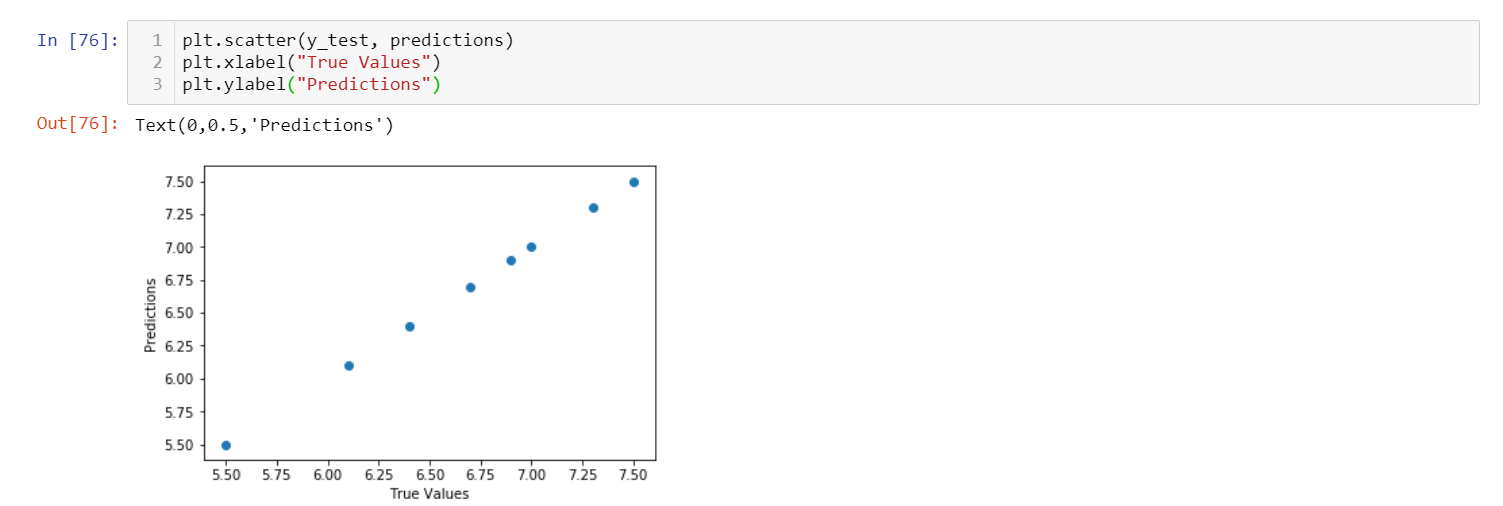 In [76]:
1 plt.scatter(y_test, predictions)
2 plt.xlabel("True Values")
3 plt.ylabel("Predictions")
Out[76]: Text(0,0.5,'Predictions')
7.50
7.25
7.00
6.75
6.50
6.25
6.00
5.75
5.50
Predictions
5.50 5.75 6.00 6.25 6.50 6.75 7.00 7.25 7.50
True Values